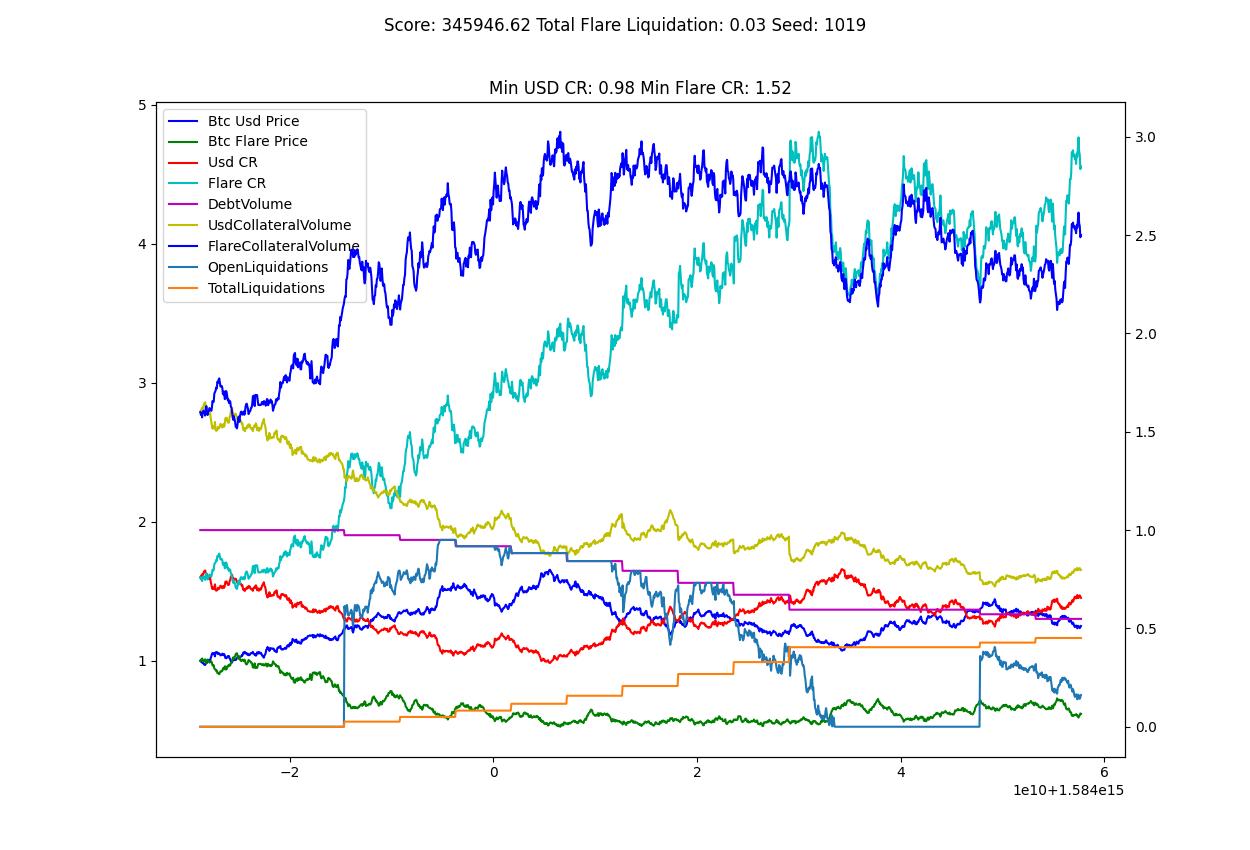 Score: 345946.62 Total Flare Liquidation: 0.03 Seed: 1019
Min USD CR: 0.98 Min Flare CR: 1.52
Btc Usd Price
Btc Flare Price
Usd CR
Flare CR
DebtVolume
UsdCollateralVolume
FlareCollateralVolume
OpenLiquidations
TotalLiquidations
5
4
3
2
1
3.0
2.5
2.0
1.5
1.0
0.5
0.0
−2 0 2 4 6
1e10+1.584e15